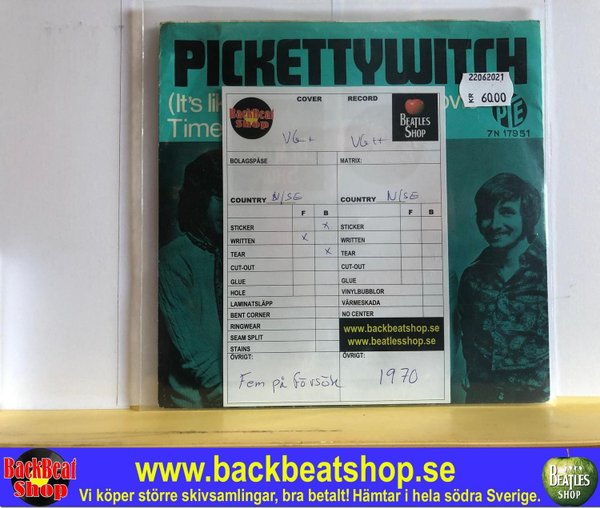 PICKETTYWITCH
22062021
KR 60.00
(It's li
ov
Time
PYE
7N 17951
BackBeat Shop
COVER
RECORD
BEATLES SHOP
VG+
VG++
BOLAGSPÅSE
MATRIX:
COUNTRY N/SE
COUNTRY N/SE
F B F B
STICKER x STICKER
WRITTEN x WRITTEN
TEAR x TEAR
CUT-OUT CUT-OUT
GLUE GLUE
HOLE VINYLBUBBLOR
LAMINATSLÄPP VÄRMESKADA
BENT CORNER NO CENTER
RINGWEAR
SEAM SPLIT
STAINS
www.backbeatshop.se
www.beatlesshop.se
ÖVRIGT: ÖVRIGT:
Fem på försök 1970
BackBeat Shop
www.backbeatshop.se
Vi köper större skivsamlingar, bra betalt! Hämtar i hela södra Sverige.
BEATLES SHOP